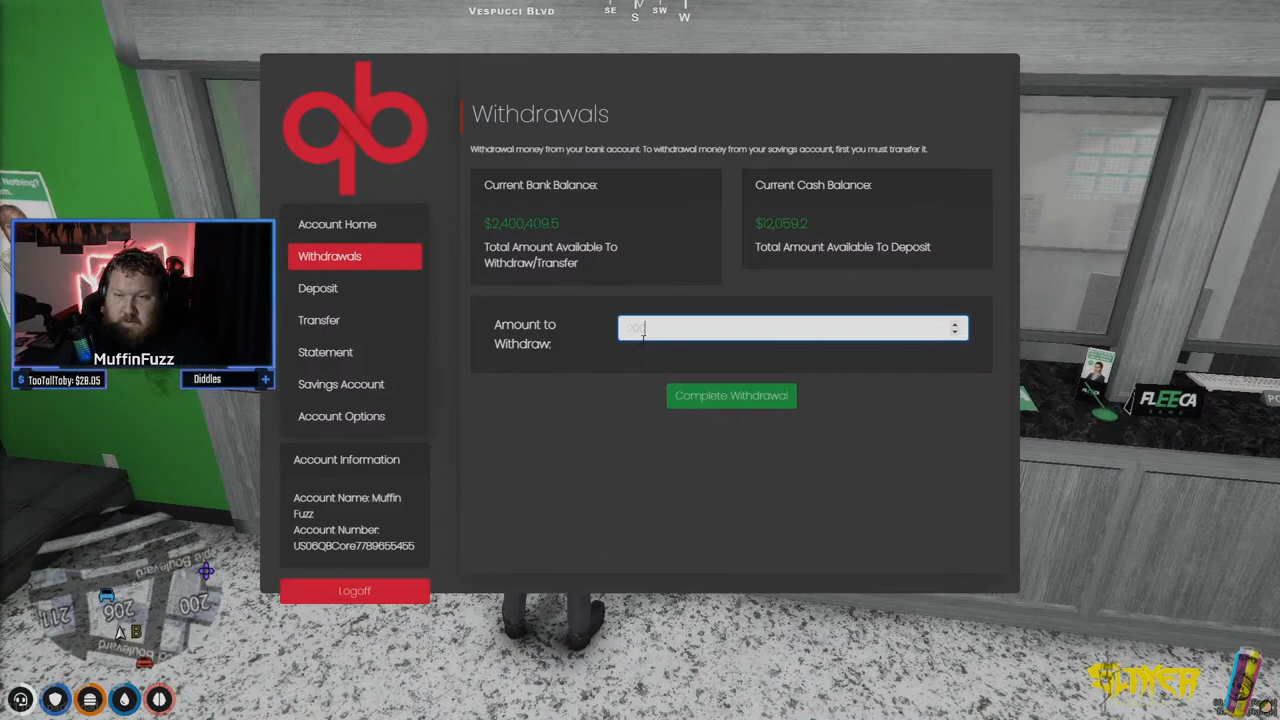 VESPUCCI BLVD
SE
S
SW
W
qb
Withdrawals
Withdrawal money from your bank account. To withdrawal money from your savings account, first you must transfer it.
Current Bank Balance:
$2,400,409.5
Total Amount Available To
Withdraw/Transfer
Current Cash Balance:
$12,059.2
Total Amount Available To Deposit
Amount to
Withdraw:
200
Complete Withdrawal
Account Home
Withdrawals
Deposit
Transfer
Statement
Savings Account
Account Options
Account Information
Account Name: Muffin
Fuzz
Account Number:
US06QBCore7789655455
Logoff
Nothing?
MuffinFuzz
TooTallToby: $28.05
Diddles
FLEECA
BANK
211
206
200
Boulevard